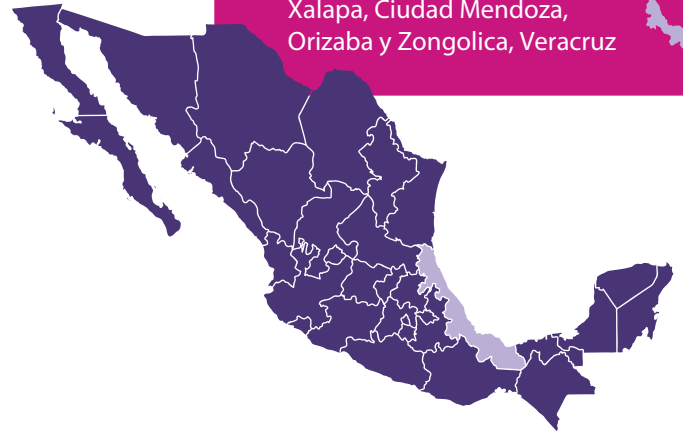 Xalapa, Ciudad Mendoza,
Orizaba y Zongolica, Veracruz